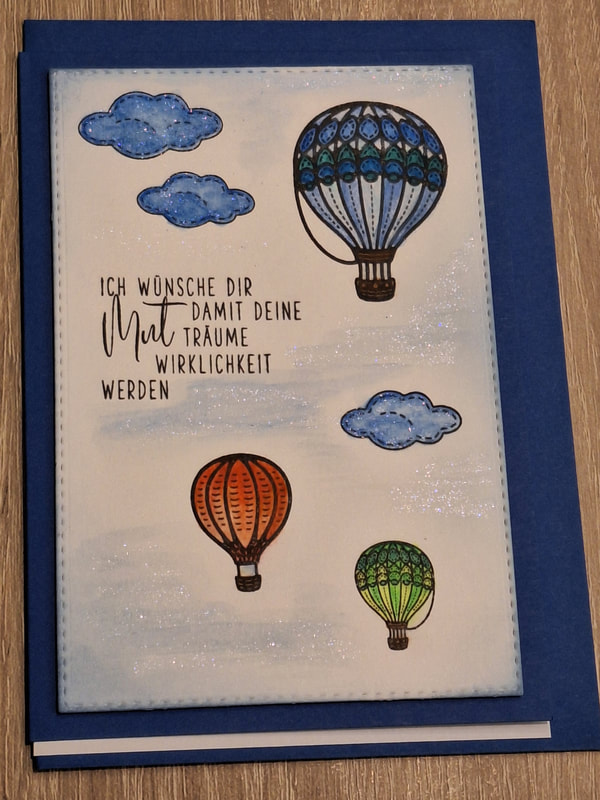 ICH WÜNSCHE DIR
Mut DAMIT DEINE
TRÄUME
WIRKLICHKEIT
WERDEN